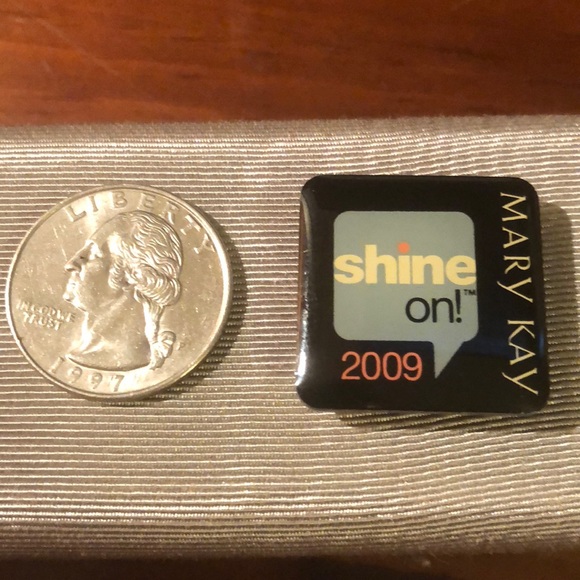 LIBERTY
IN GOD WE
TRUST
1997
P
shine
on!™
2009
MARY KAY